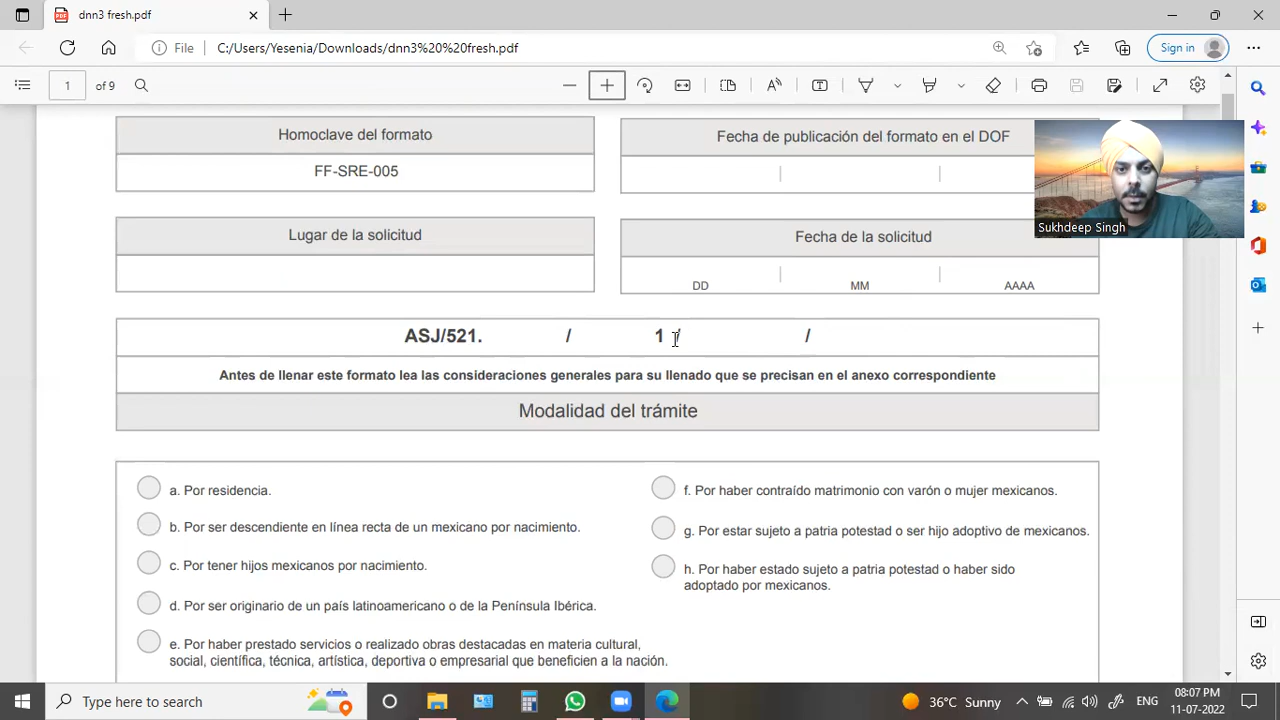 dnn3 fresh.pdf
File
C:/Users/Yesenia/Downloads/dnn3%20%20fresh.pdf
Sign in
1 of 9
Homoclave del formato
FF-SRE-005
Fecha de publicación del formato en el DOF
Lugar de la solicitud
Fecha de la solicitud
DD MM AAAA
Sukhdeep Singh
ASJ/521. / 1 / /
Antes de llenar este formato lea las consideraciones generales para su llenado que se precisan en el anexo correspondiente
Modalidad del trámite
a. Por residencia.
b. Por ser descendiente en línea recta de un mexicano por nacimiento.
c. Por tener hijos mexicanos por nacimiento.
d. Por ser originario de un país latinoamericano o de la Península Ibérica.
e. Por haber prestado servicios o realizado obras destacadas en materia cultural,
social, científica, técnica, artística, deportiva o empresarial que beneficien a la nación.
f. Por haber contraído matrimonio con varón o mujer mexicanos.
g. Por estar sujeto a patria potestad o ser hijo adoptivo de mexicanos.
h. Por haber estado sujeto a patria potestad o haber sido
adoptado por mexicanos.
Type here to search
36°C Sunny
ENG
08:07 PM
11-07-2022